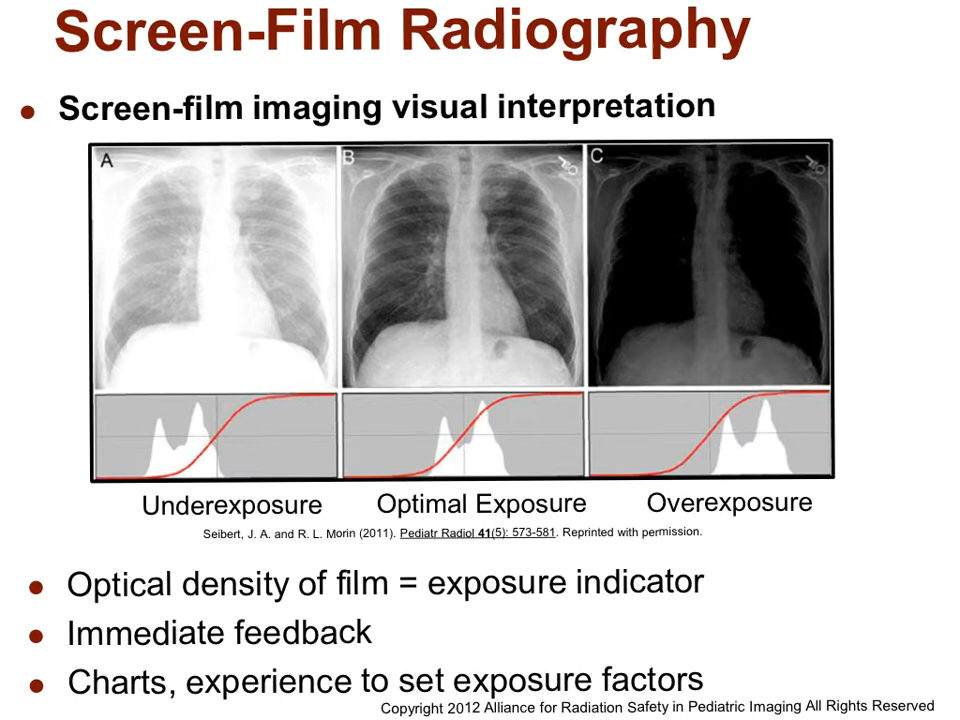 Screen-Film Radiography
Screen-film imaging visual interpretation
A
B
C
Underexposure
Optimal Exposure
Overexposure
Seibert, J. A. and R. L. Morin (2011). Pediatr Radiol 41(5): 573-581. Reprinted with permission.
Optical density of film = exposure indicator
Immediate feedback
Charts, experience to set exposure factors
Copyright 2012 Alliance for Radiation Safety in Pediatric Imaging All Rights Reserved